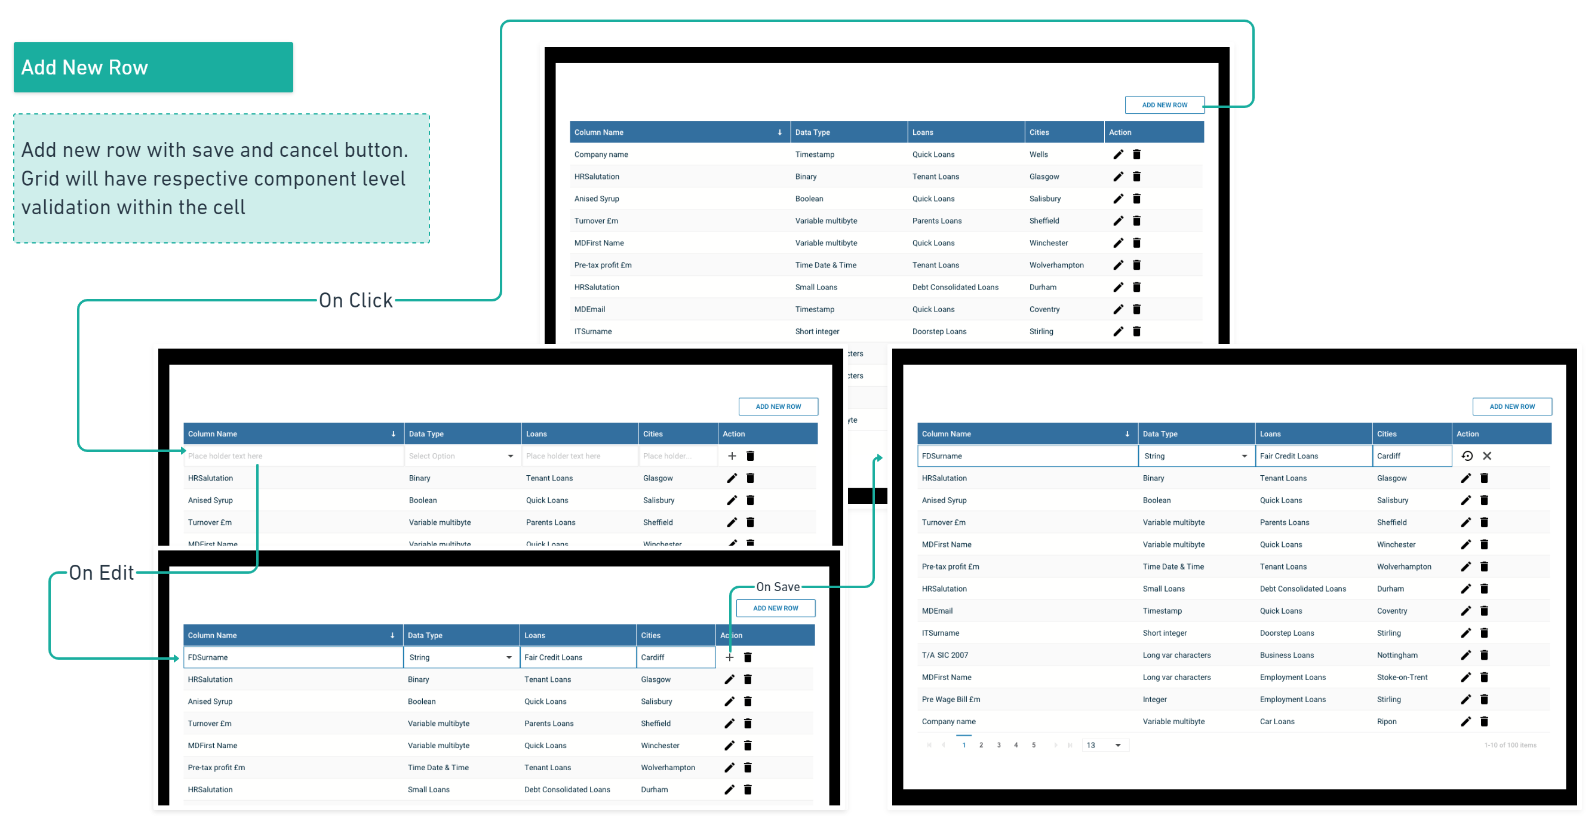 Add New Row
Add new row with save and cancel button.
Grid will have respective component level
validation within the cell
On Click
ADD NEW ROW
Column Name ↓ Data Type Loans Cities Action
Company name Timestamp Quick Loans Wells
HRSalutation Binary Tenant Loans Glasgow
Anised Syrup Boolean Quick Loans Salisbury
Turnover £m Variable multibyte Parents Loans Sheffield
MDFirst Name Variable multibyte Quick Loans Winchester
Pre-tax profit £m Time Date & Time Tenant Loans Wolverhampton
HRSalutation Small Loans Debt Consolidated Loans Durham
MDEmail Timestamp Quick Loans Coventry
ITSurname Short integer Doorstep Loans Stirling
cters
cters
yte
ADD NEW ROW
Column Name ↓ Data Type Loans Cities Action
Place holder text here Select Option Place holder text here Place holder...
HRSalutation Binary Tenant Loans Glasgow
Anised Syrup Boolean Quick Loans Salisbury
Turnover £m Variable multibyte Parents Loans Sheffield
MDFirst Name Variable multibyte Quick Loans Winchester
On Edit
On Save
ADD NEW ROW
Column Name ↓ Data Type Loans Cities Action
FDSurname String Fair Credit Loans Cardiff
HRSalutation Binary Tenant Loans Glasgow
Anised Syrup Boolean Quick Loans Salisbury
Turnover £m Variable multibyte Parents Loans Sheffield
MDFirst Name Variable multibyte Quick Loans Winchester
Pre-tax profit £m Time Date & Time Tenant Loans Wolverhampton
HRSalutation Small Loans Debt Consolidated Loans Durham
ADD NEW ROW
Column Name ↓ Data Type Loans Cities Action
FDSurname String Fair Credit Loans Cardiff
HRSalutation Binary Tenant Loans Glasgow
Anised Syrup Boolean Quick Loans Salisbury
Turnover £m Variable multibyte Parents Loans Sheffield
MDFirst Name Variable multibyte Quick Loans Winchester
Pre-tax profit £m Time Date & Time Tenant Loans Wolverhampton
HRSalutation Small Loans Debt Consolidated Loans Durham
MDEmail Timestamp Quick Loans Coventry
ITSurname Short integer Doorstep Loans Stirling
T/A SIC 2007 Long var characters Business Loans Nottingham
MDFirst Name Long var characters Employment Loans Stoke-on-Trent
Pre Wage Bill £m Integer Employment Loans Stirling
Company name Variable multibyte Car Loans Ripon
1 2 3 4 5 13 1-10 of 100 items